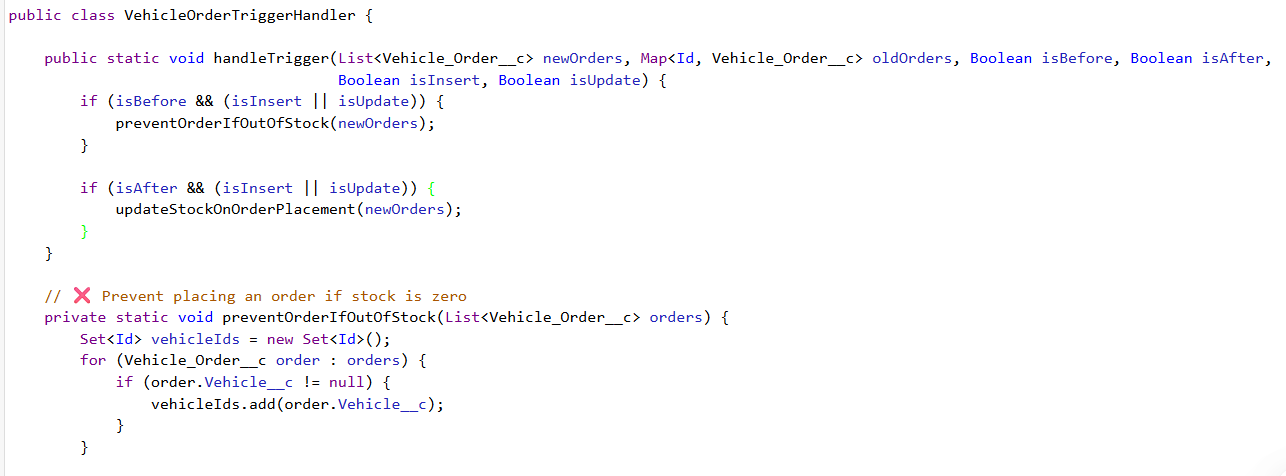 public class VehicleOrderTriggerHandler {
public static void handleTrigger(List<Vehicle_Order__c> newOrders, Map<Id, Vehicle_Order__c> oldOrders, Boolean isBefore, Boolean isAfter,
Boolean isInsert, Boolean isUpdate) {
if (isBefore && (isInsert || isUpdate)) {
preventOrderIfOutOfStock(newOrders);
}
if (isAfter && (isInsert || isUpdate)) {
updateStockOnOrderPlacement(newOrders);
}
}
// ❌ Prevent placing an order if stock is zero
private static void preventOrderIfOutOfStock(List<Vehicle_Order__c> orders) {
Set<Id> vehicleIds = new Set<Id>();
for (Vehicle_Order__c order : orders) {
if (order.Vehicle__c != null) {
vehicleIds.add(order.Vehicle__c);
}
}